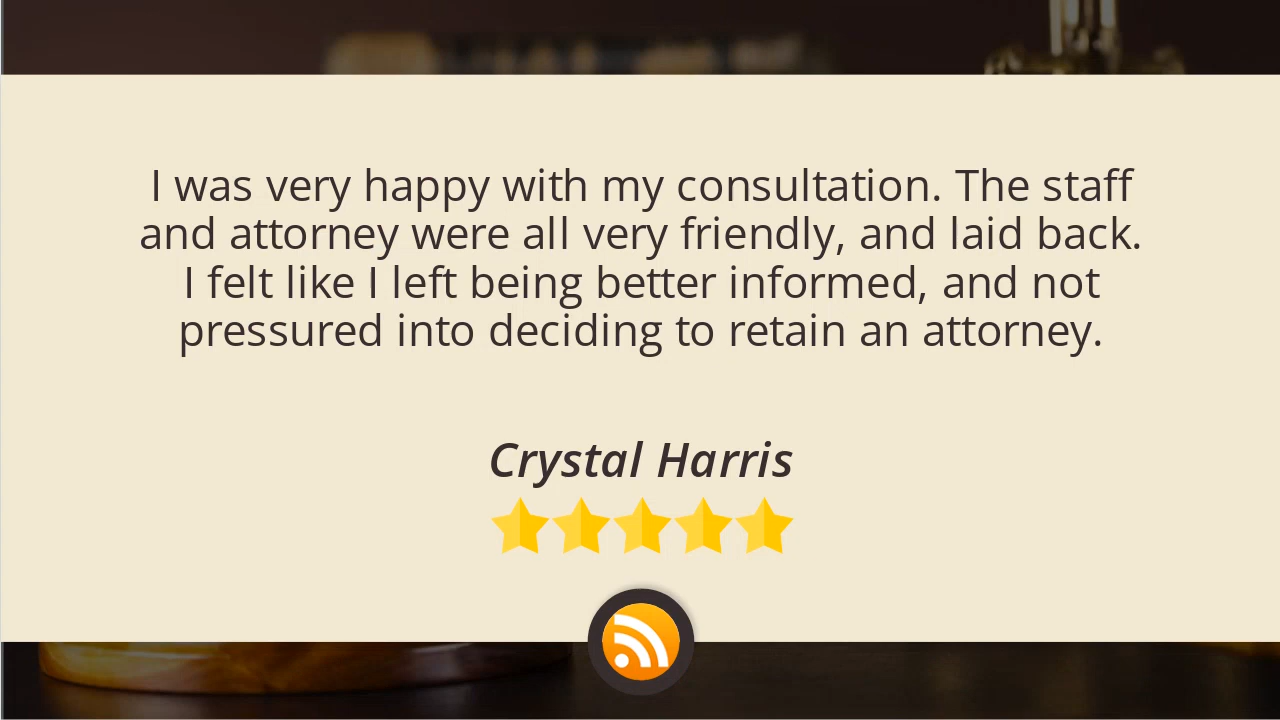 I was very happy with my consultation. The staff
and attorney were all very friendly, and laid back.
I felt like I left being better informed, and not
pressured into deciding to retain an attorney.
Crystal Harris